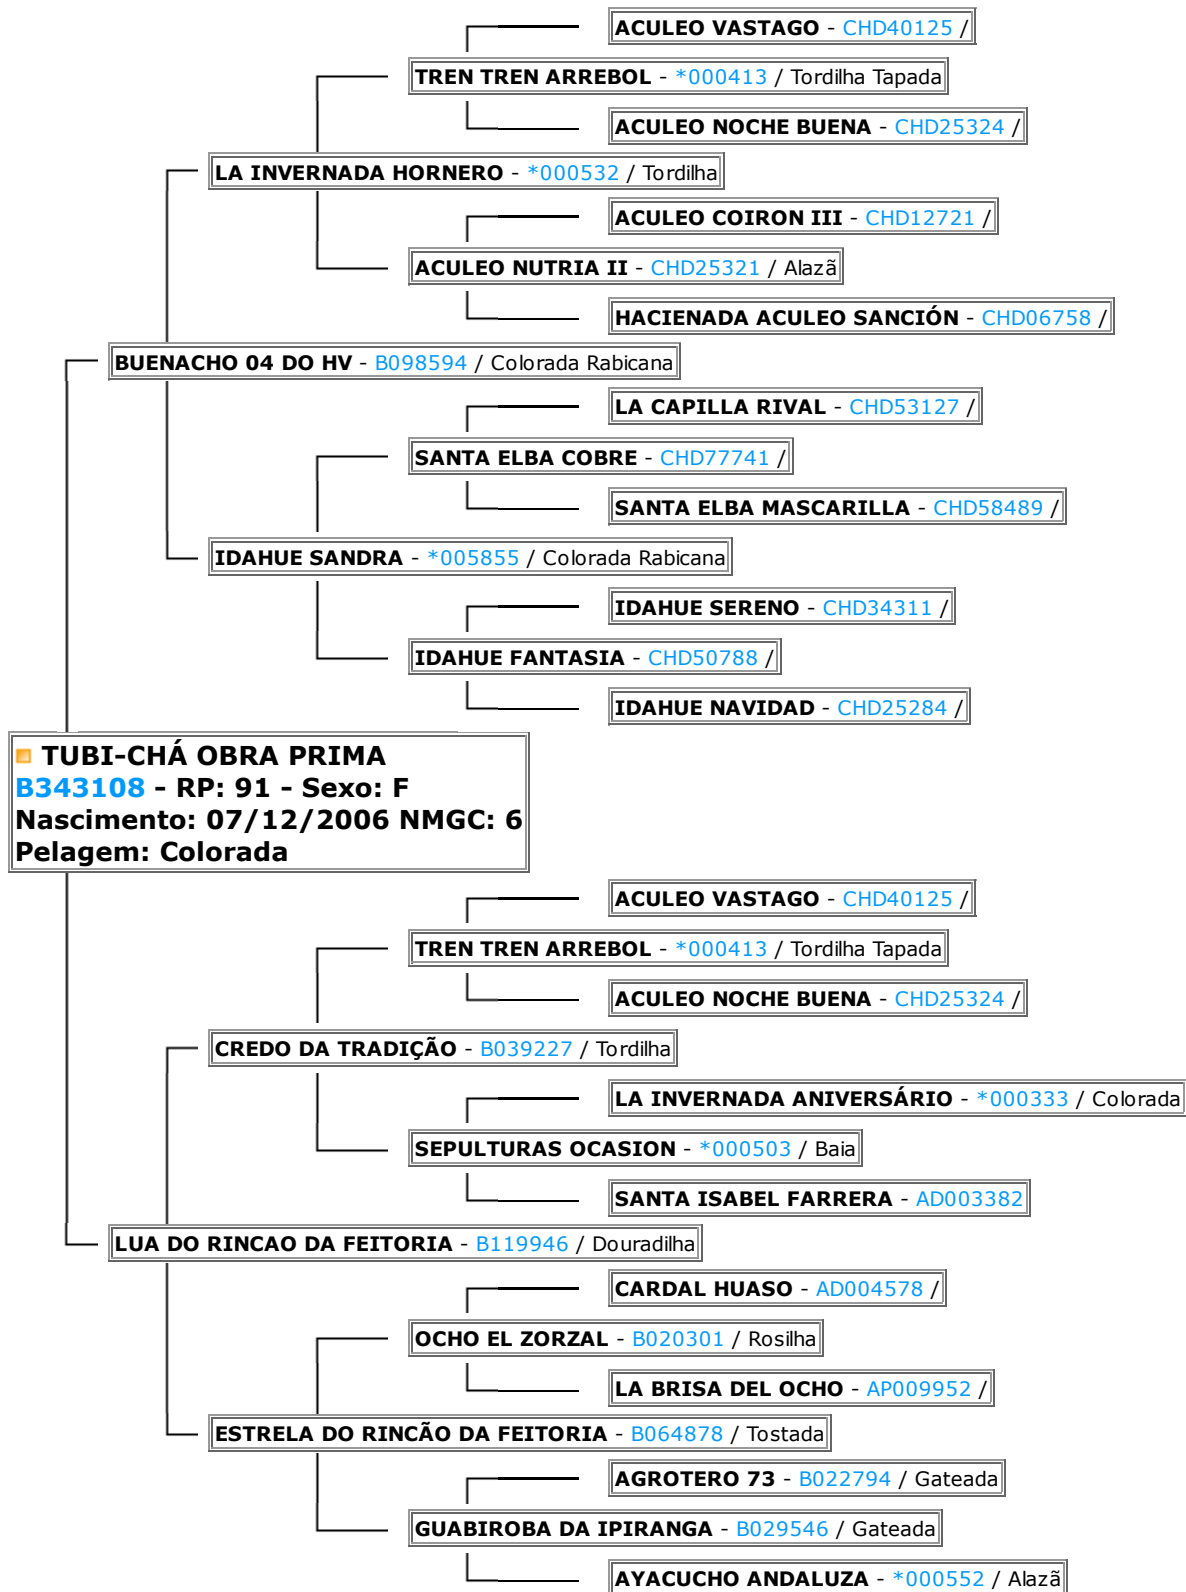 ACULEO VASTAGO - CHD40125 /
TREN TREN ARREBOL - *000413 / Tordilha Tapada
ACULEO NOCHE BUENA - CHD25324 /
LA INVERNADA HORNERO - *000532 / Tordilha
ACULEO COIRON III - CHD12721 /
ACULEO NUTRIA II - CHD25321 / Alazã
HACIENADA ACULEO SANCIÓN - CHD06758 /
BUENACHO 04 DO HV - B098594 / Colorada Rabicana
LA CAPILLA RIVAL - CHD53127 /
SANTA ELBA COBRE - CHD77741 /
SANTA ELBA MASCARILLA - CHD58489 /
IDAHUE SANDRA - *005855 / Colorada Rabicana
IDAHUE SERENO - CHD34311 /
IDAHUE FANTASIA - CHD50788 /
IDAHUE NAVIDAD - CHD25284 /
TUBI-CHÁ OBRA PRIMA
B343108 - RP: 91 - Sexo: F
Nascimento: 07/12/2006 NMGC: 6
Pelagem: Colorada
ACULEO VASTAGO - CHD40125 /
TREN TREN ARREBOL - *000413 / Tordilha Tapada
ACULEO NOCHE BUENA - CHD25324 /
CREDO DA TRADIÇÃO - B039227 / Tordilha
LA INVERNADA ANIVERSÁRIO - *000333 / Colorada
SEPULTURAS OCASION - *000503 / Baia
SANTA ISABEL FARRERA - AD003382
LUA DO RINCAO DA FEITORIA - B119946 / Douradilha
CARDAL HUASO - AD004578 /
OCHO EL ZORZAL - B020301 / Rosilha
LA BRISA DEL OCHO - AP009952 /
ESTRELA DO RINCÃO DA FEITORIA - B064878 / Tostada
AGROTERO 73 - B022794 / Gateada
GUABIROBA DA IPIRANGA - B029546 / Gateada
AYACUCHO ANDALUZA - *000552 / Alazã